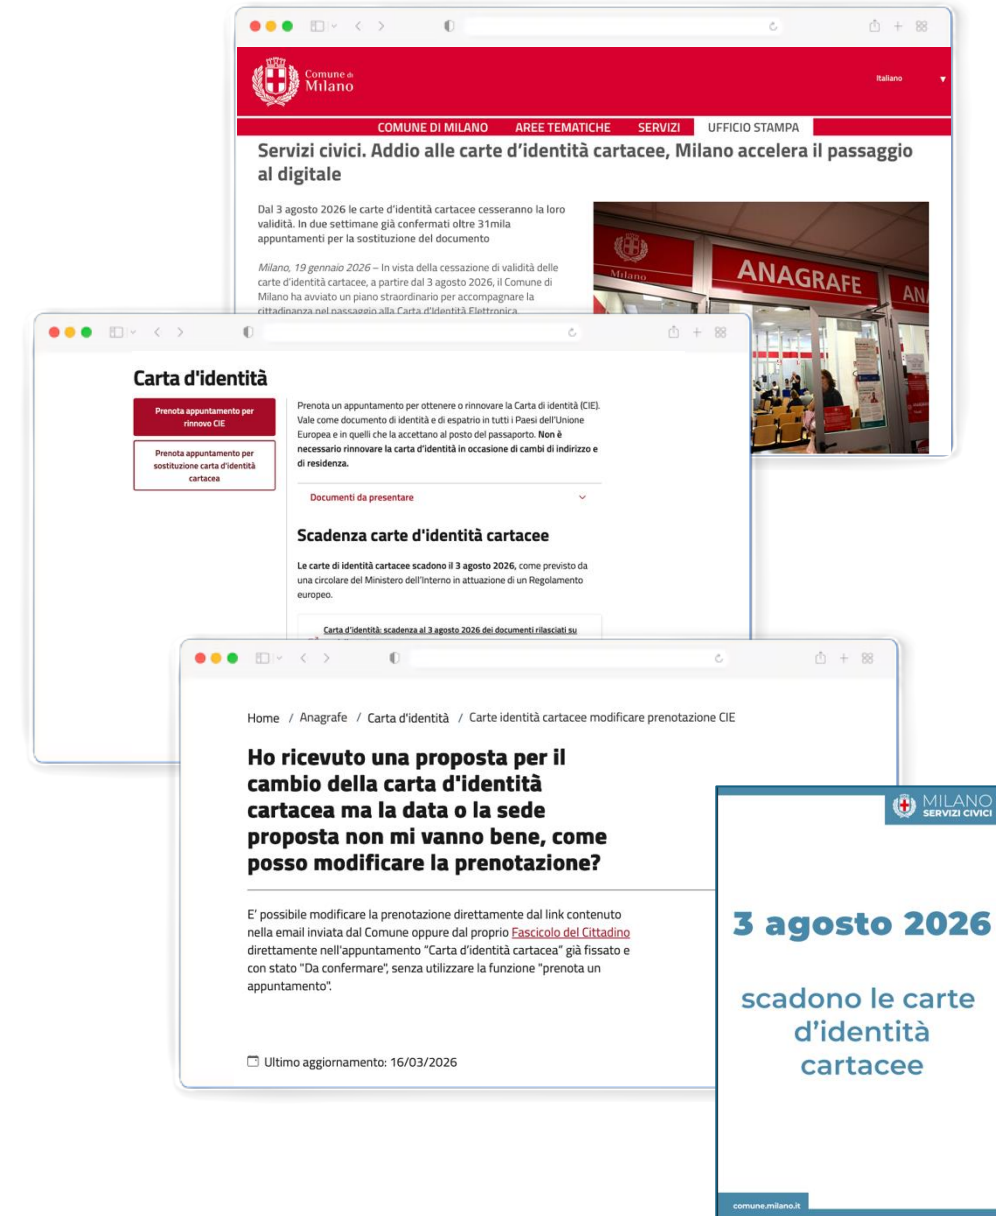 Comune di
Milano
Italiano
COMUNE DI MILANO AREE TEMATICHE SERVIZI UFFICIO STAMPA
Servizi civici. Addio alle carte d'identità cartacee, Milano accelera il passaggio
al digitale
Dal 3 agosto 2026 le carte d'identità cartacee cesseranno la loro
validità. In due settimane già confermati oltre 31mila
appuntamenti per la sostituzione del documento
Milano, 19 gennaio 2026 – In vista della cessazione di validità delle
carte d'identità cartacee, a partire dal 3 agosto 2026, il Comune di
Milano ha avviato un piano straordinario per accompagnare la
cittadinanza nel passaggio alla Carta d'Identità Elettronica.
Milano
ANAGRAFE
AN
Carta d'identità
Prenota appuntamento per
rinnovo CIE
Prenota appuntamento per
sostituzione carta d'identità
cartacea
Prenota un appuntamento per ottenere o rinnovare la Carta di identità (CIE).
Vale come documento di identità e di espatrio in tutti i Paesi dell'Unione
Europea e in quelli che la accettano al posto del passaporto. Non è
necessario rinnovare la carta d'identità in occasione di cambi di indirizzo e
di residenza.
Documenti da presentare
Scadenza carte d'identità cartacee
Le carte di identità cartacee scadono il 3 agosto 2026, come previsto da
una circolare del Ministero dell'Interno in attuazione di un Regolamento
europeo.
Carta d'identità: scadenza al 3 agosto 2026 dei documenti rilasciati su
Home / Anagrafe / Carta d'identità / Carte identità cartacee modificare prenotazione CIE
Ho ricevuto una proposta per il
cambio della carta d'identità
cartacea ma la data o la sede
proposta non mi vanno bene, come
posso modificare la prenotazione?
E' possibile modificare la prenotazione direttamente dal link contenuto
nella email inviata dal Comune oppure dal proprio Fascicolo del Cittadino
direttamente nell'appuntamento "Carta d'identità cartacea" già fissato e
con stato "Da confermare", senza utilizzare la funzione "prenota un
appuntamento".
Ultimo aggiornamento: 16/03/2026
MILANO
SERVIZI CIVICI
3 agosto 2026
scadono le carte
d'identità
cartacee
comune.milano.it